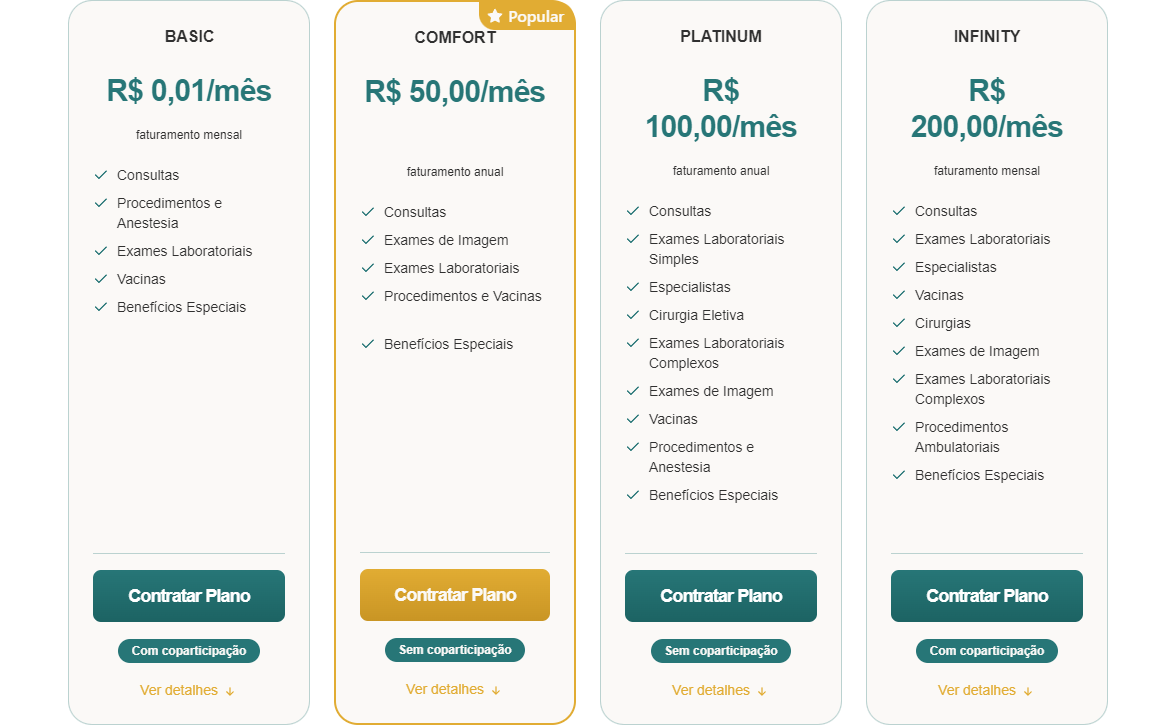 BASIC
R$ 0,01/mês
faturamento mensal
Consultas
Procedimentos e
Anestesia
Exames Laboratoriais
Vacinas
Benefícios Especiais
Contratar Plano
Com coparticipação
Ver detalhes ↓
Popular
COMFORT
R$ 50,00/mês
faturamento anual
Consultas
Exames de Imagem
Exames Laboratoriais
Procedimentos e Vacinas
Benefícios Especiais
Contratar Plano
Sem coparticipação
Ver detalhes ↓
PLATINUM
R$
100,00/mês
faturamento anual
Consultas
Exames Laboratoriais
Simples
Especialistas
Cirurgia Eletiva
Exames Laboratoriais
Complexos
Exames de Imagem
Vacinas
Procedimentos e
Anestesia
Benefícios Especiais
Contratar Plano
Sem coparticipação
Ver detalhes ↓
INFINITY
R$
200,00/mês
faturamento mensal
Consultas
Exames Laboratoriais
Especialistas
Vacinas
Cirurgias
Exames de Imagem
Exames Laboratoriais
Complexos
Procedimentos
Ambulatoriais
Benefícios Especiais
Contratar Plano
Com coparticipação
Ver detalhes ↓